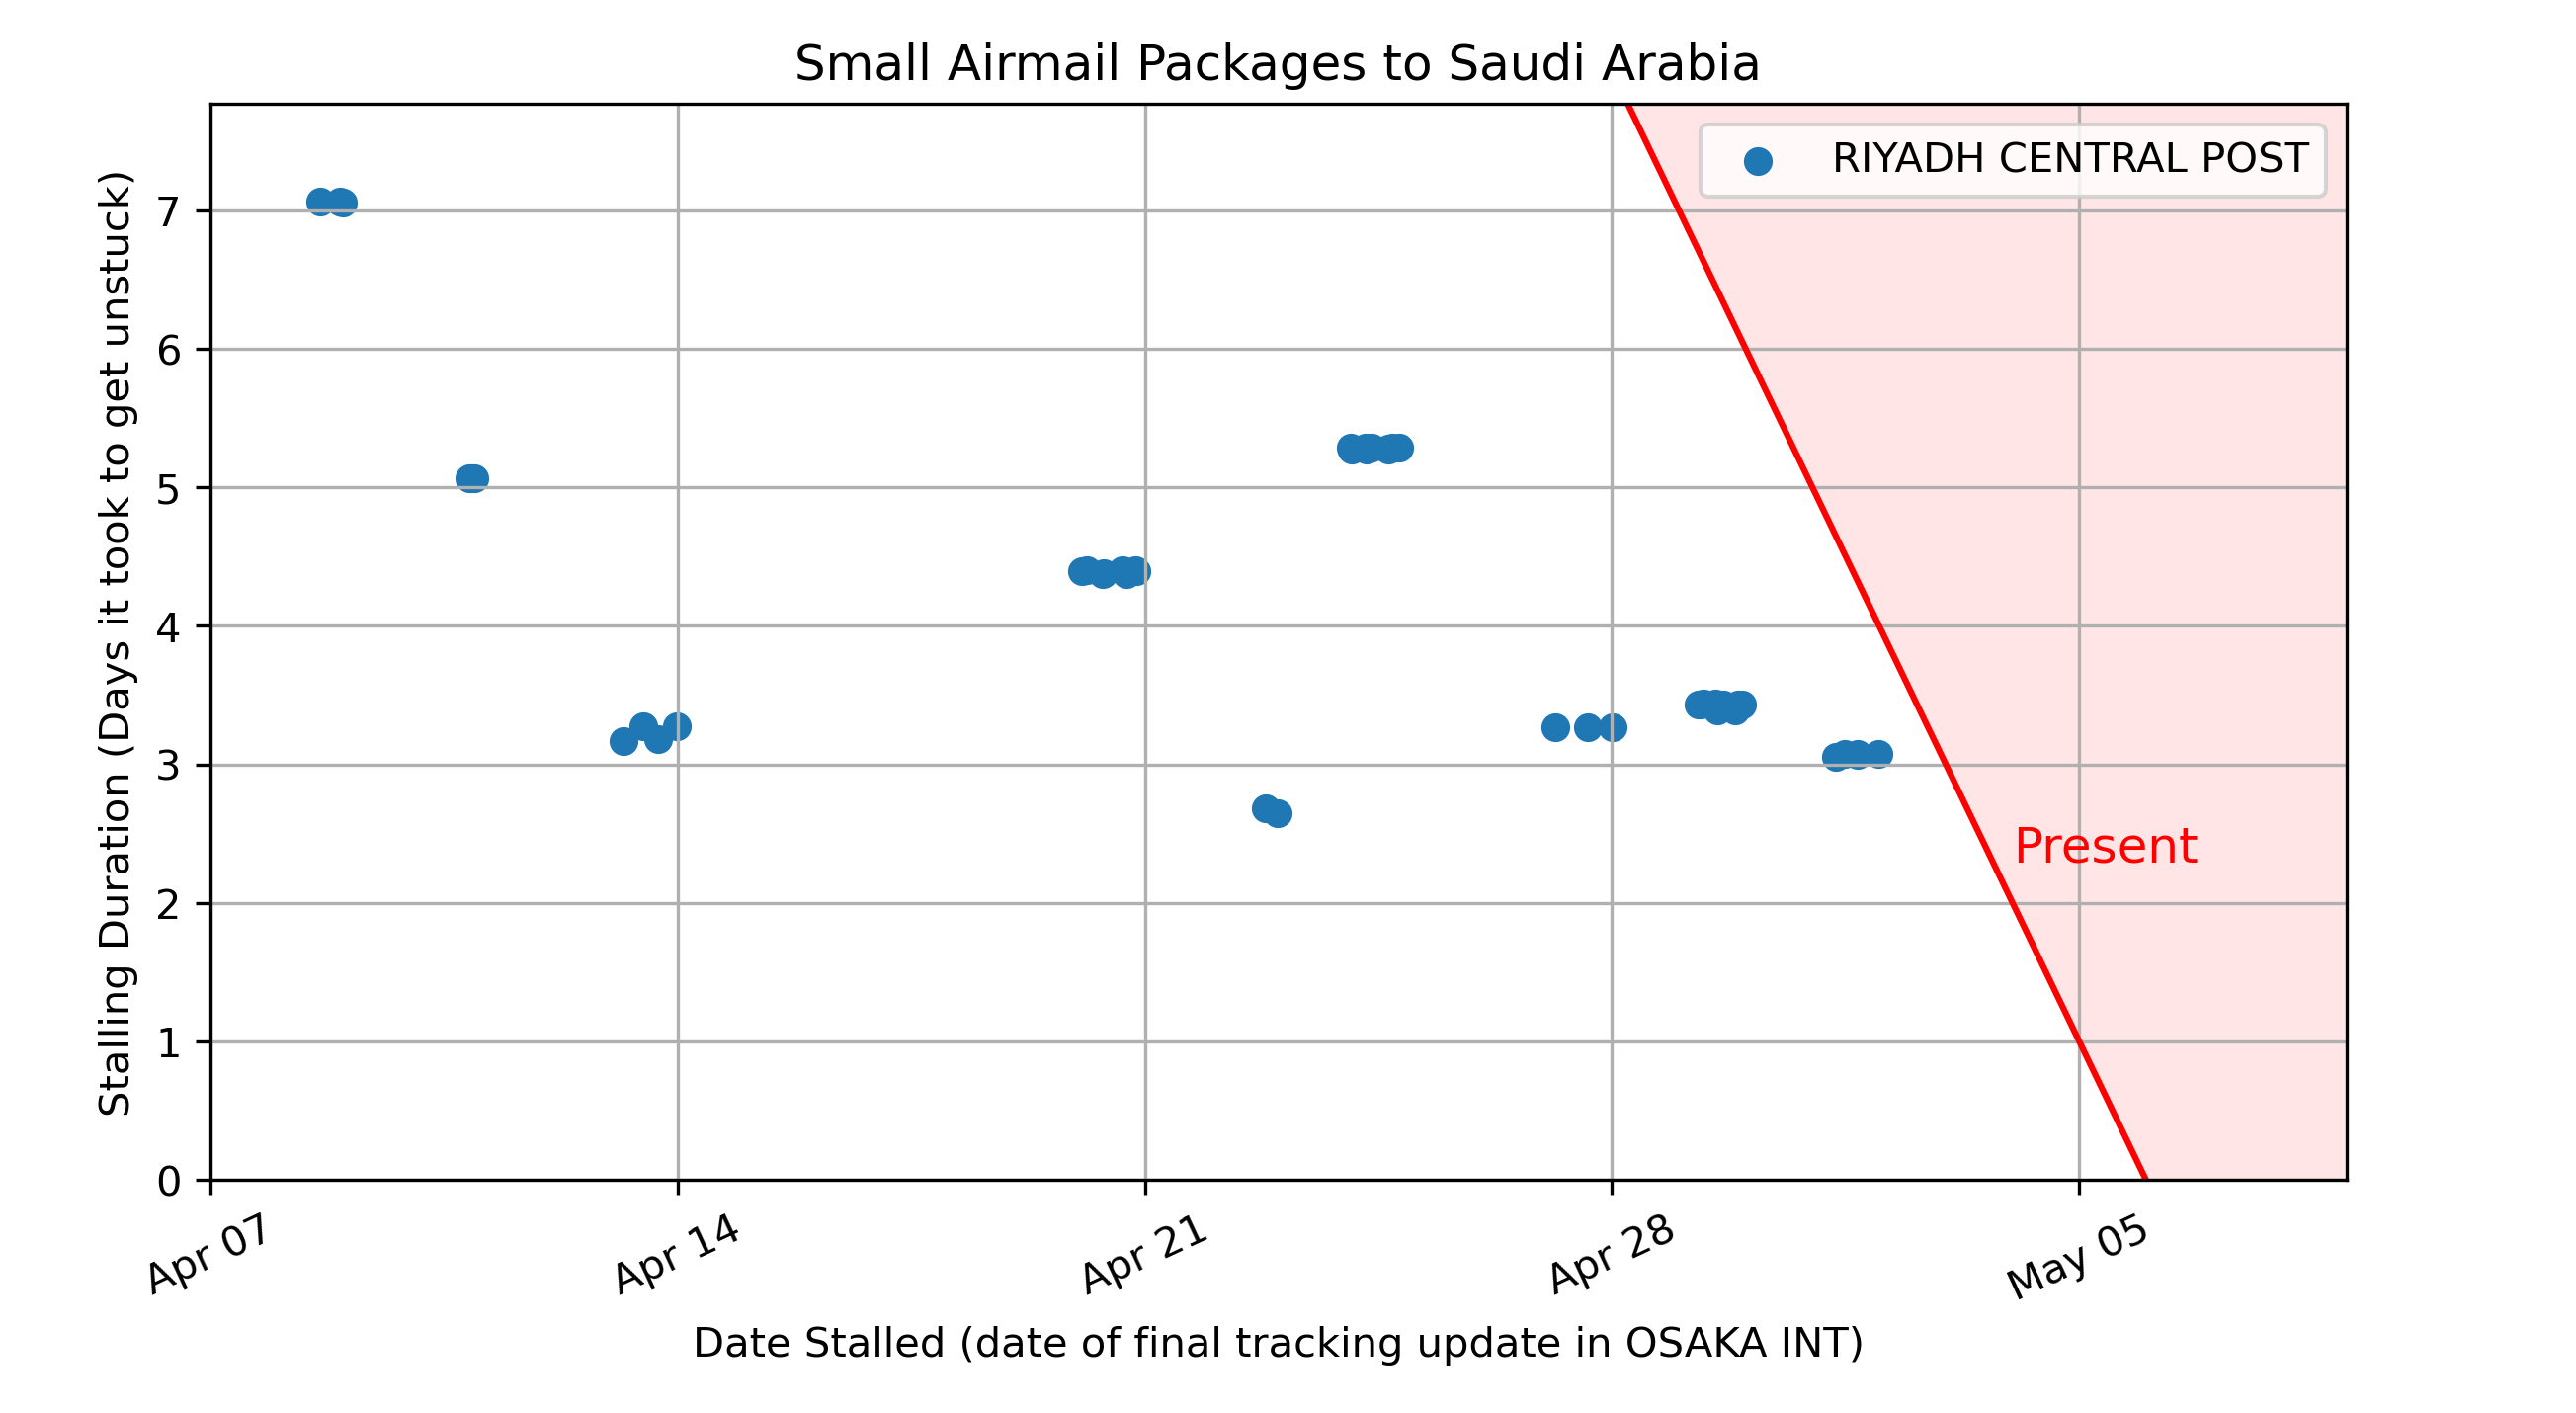 Small Airmail Packages to Saudi Arabia
RIYADH CENTRAL POST
Stalling Duration (Days it took to get unstuck)
7
6
5
4
3
2
1
0
Present
Apr 07
Apr 14
Apr 21
Apr 28
May 05
Date Stalled (date of final tracking update in OSAKA INT)